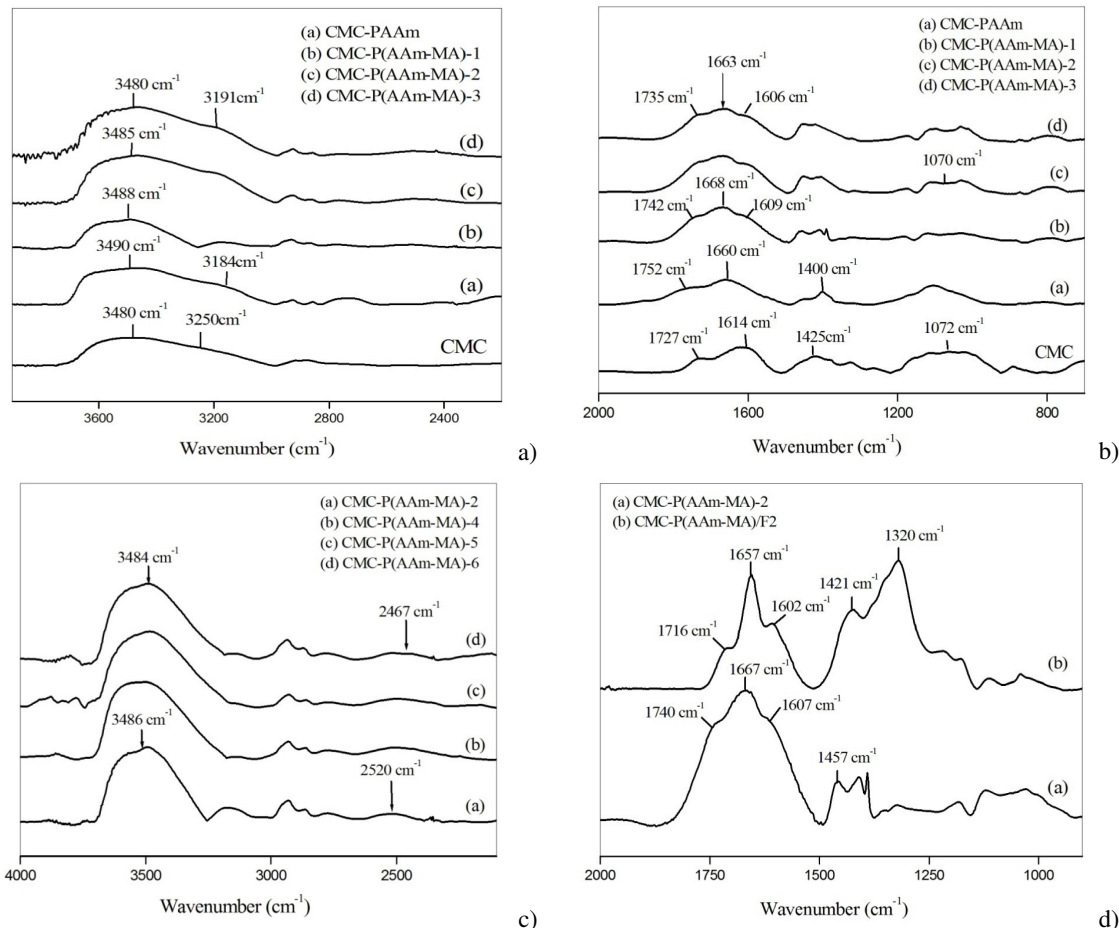 (a) CMC-PAAm
(b) CMC-P(AAm-MA)-1
(c) CMC-P(AAm-MA)-2
(d) CMC-P(AAm-MA)-3
3480 cm⁻¹
3191cm⁻¹
(d)
3485 cm⁻¹
(c)
3488 cm⁻¹
(b)
3490 cm⁻¹
3184cm⁻¹
(a)
3480 cm⁻¹
3250cm⁻¹
CMC
3600 3200 2800 2400
Wavenumber (cm⁻¹)
a)
(a) CMC-PAAm
(b) CMC-P(AAm-MA)-1
(c) CMC-P(AAm-MA)-2
(d) CMC-P(AAm-MA)-3
1663 cm⁻¹
1735 cm⁻¹
1606 cm⁻¹
(d)
1070 cm⁻¹
(c)
1668 cm⁻¹
1742 cm⁻¹
1609 cm⁻¹
(b)
1660 cm⁻¹
1752 cm⁻¹
1400 cm⁻¹
(a)
1614 cm⁻¹
1727 cm⁻¹
1425cm⁻¹
1072 cm⁻¹
CMC
2000 1600 1200 800
Wavenumber (cm⁻¹)
b)
(a) CMC-P(AAm-MA)-2
(b) CMC-P(AAm-MA)-4
(c) CMC-P(AAm-MA)-5
(d) CMC-P(AAm-MA)-6
3484 cm⁻¹
2467 cm⁻¹
(d)
(c)
3486 cm⁻¹
(b)
2520 cm⁻¹
(a)
4000 3500 3000 2500
Wavenumber (cm⁻¹)
c)
(a) CMC-P(AAm-MA)-2
(b) CMC-P(AAm-MA)/F2
1657 cm⁻¹
1320 cm⁻¹
1421 cm⁻¹
1602 cm⁻¹
1716 cm⁻¹
(b)
1667 cm⁻¹
1740 cm⁻¹
1607 cm⁻¹
1457 cm⁻¹
(a)
2000 1750 1500 1250 1000
Wavenumber (cm⁻¹)
d)